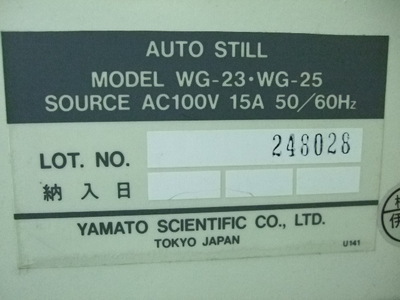 AUTO STILL
MODEL WG-23・WG-25
SOURCE AC100V 15A 50/60Hz
LOT. NO. 248028
納入日
YAMATO SCIENTIFIC CO., LTD.
TOKYO JAPAN
U141